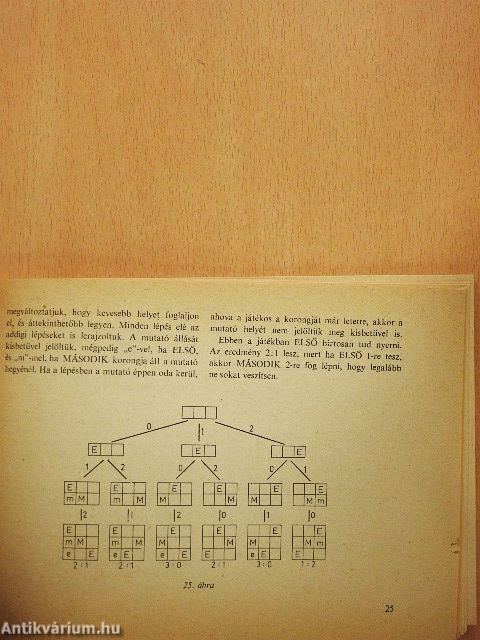 megváltoztatjuk, hogy kevesebb helyet foglaljon
el, és áttekinthetőbb legyen. Minden lépés elé az
addigi lépéseket is lerajzoltuk. A mutató állását
kisbetűvel jelöltük, mégpedig „e"-vel, ha ELSŐ,
és „m"-mel, ha MÁSODIK korongja áll a mutató
hegyénél. Ha a lépésben a mutató éppen oda kerül,
ahova a játékos a korongját már letette, akkor a
mutató helyét nem jelöltük meg kisbetűvel is.
Ebben a játékban ELSŐ biztosan tud nyerni.
Az eredmény 2:1 lesz, mert ha ELSŐ 1-re tesz,
akkor MÁSODIK 2-re fog lépni, hogy legalább
ne sokat veszítsen.
0 1 2
E E E
1 2 0 2 0 1
E E E E E E
m M m M M m m M M m M m
2 1 2 0 1 0
E E E E E E
m M m M M m m M M m M m
e E e E E E e E E
2:1 2:1 3:0 2:1 3:0 1:2
25. ábra
25
Antikvárium.hu